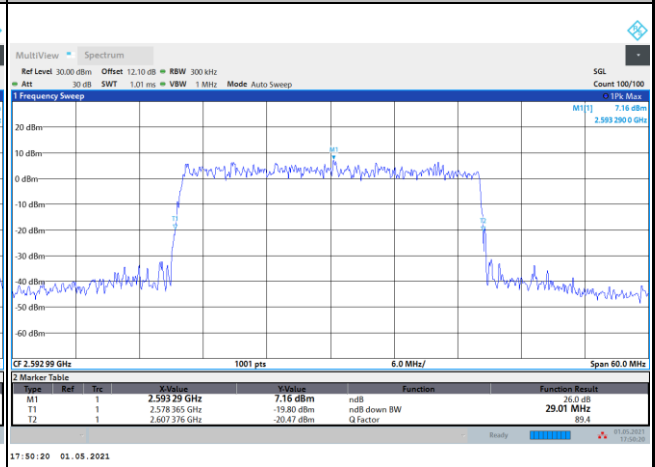 MultiView Spectrum
Ref Level 30.00 dBm Offset 12.10 dB RBW 300 kHz SGL
Att 30 dB SWT 1.01 ms VBW 1 MHz Mode Auto Sweep Count 100/100
1 Frequency Sweep 1Pk Max
M1[1] 7.16 dBm
2.593 290 0 GHz
20 dBm
10 dBm
M1
0 dBm
-10 dBm
T1 T2
-20 dBm
-30 dBm
-40 dBm
-50 dBm
-60 dBm
CF 2.592 99 GHz 1001 pts 6.0 MHz/ Span 60.0 MHz
2 Marker Table
Type Ref Trc X-Value Y-Value Function Function Result
M1 1 2.593 29 GHz 7.16 dBm ndB 26.0 dB
T1 1 2.578 365 GHz -19.80 dBm ndB down BW 29.01 MHz
T2 1 2.607 376 GHz -20.47 dBm Q Factor 89.4
Ready 01.05.2021
17:50:20
17:50:20 01.05.2021